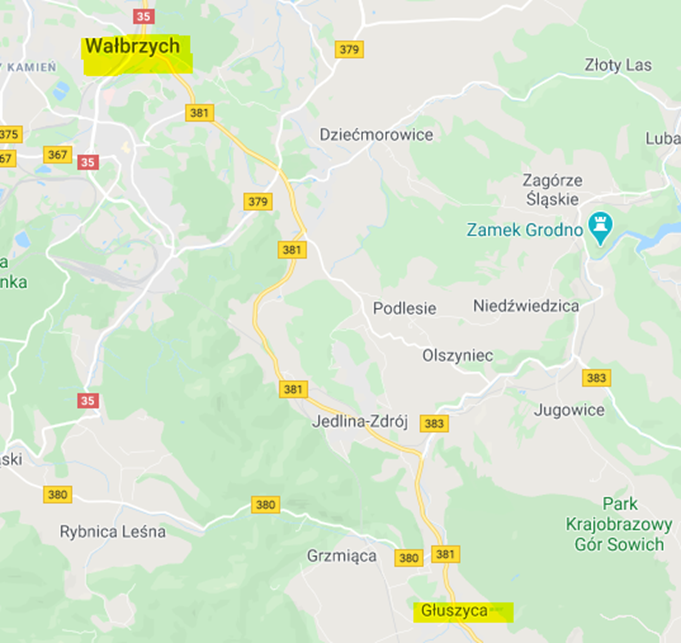 35
Wałbrzych
379
Y KAMIEŃ
Złoty Las
381
375
Dziećmorowice
Luba
367
67
35
Zagórze
Śląskie
379
Zamek Grodno
381
a
nka
Podlesie
Niedźwiedzica
Olszyniec
383
381
35
Jugowice
Jedlina-Zdrój
383
ski
380
380
Park
Krajobrazowy
Gór Sowich
Rybnica Leśna
Grzmiąca
380
381
Głuszyca